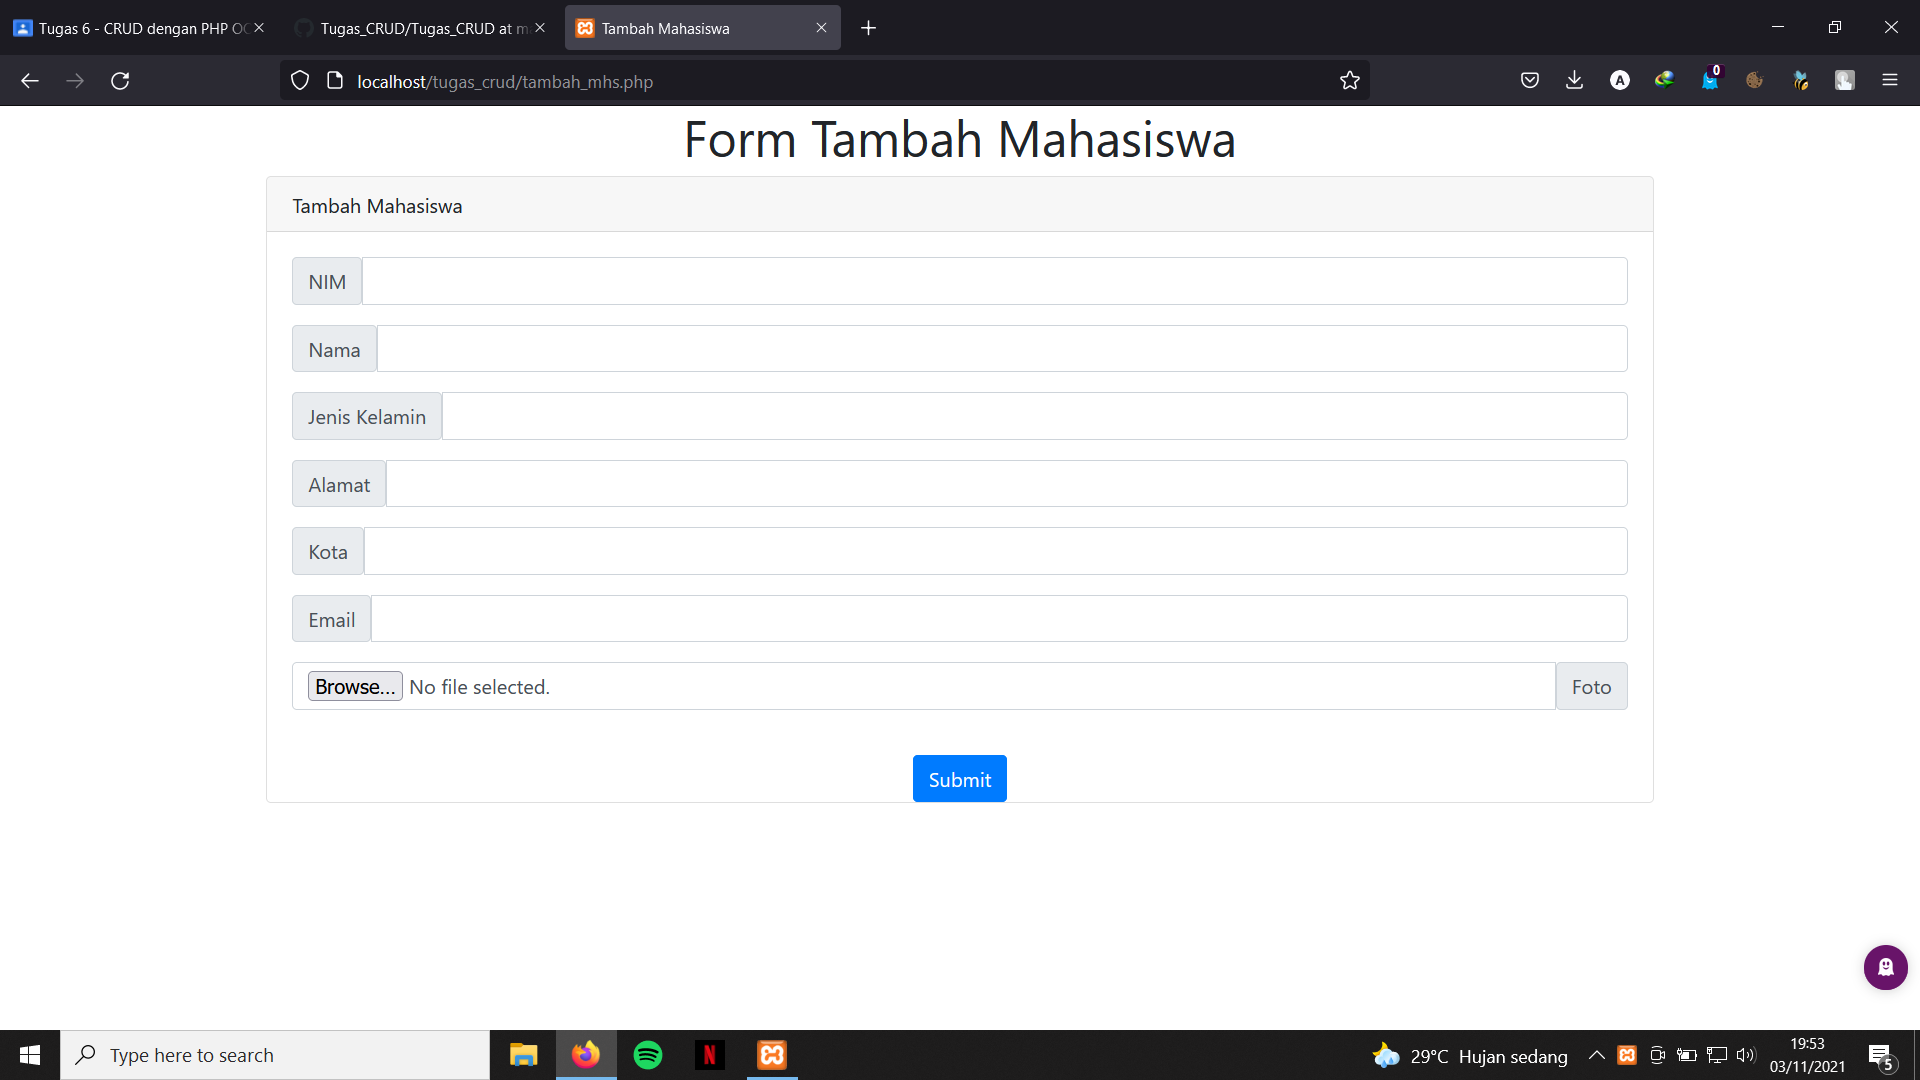 Tugas 6 - CRUD dengan PHP OO
Tugas_CRUD/Tugas_CRUD at m
Tambah Mahasiswa
localhost/tugas_crud/tambah_mhs.php
A
0
Form Tambah Mahasiswa
Tambah Mahasiswa
NIM
Nama
Jenis Kelamin
Alamat
Kota
Email
Browse... No file selected.
Foto
Submit
Type here to search
N
29°C Hujan sedang
19:53
03/11/2021
5